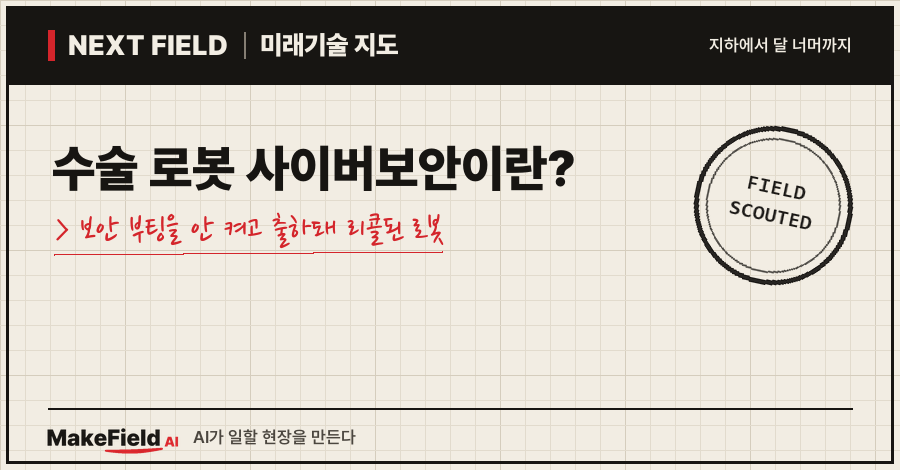 NEXT FIELD | 미래기술 지도
지하에서 달 너머까지
수술 로봇 사이버보안이란?
> 보안 부팅을 안 켜고 출하돼 리콜된 로봇
FIELD
SCOUTED
MakeField AI
AI가 일할 현장을 만든다